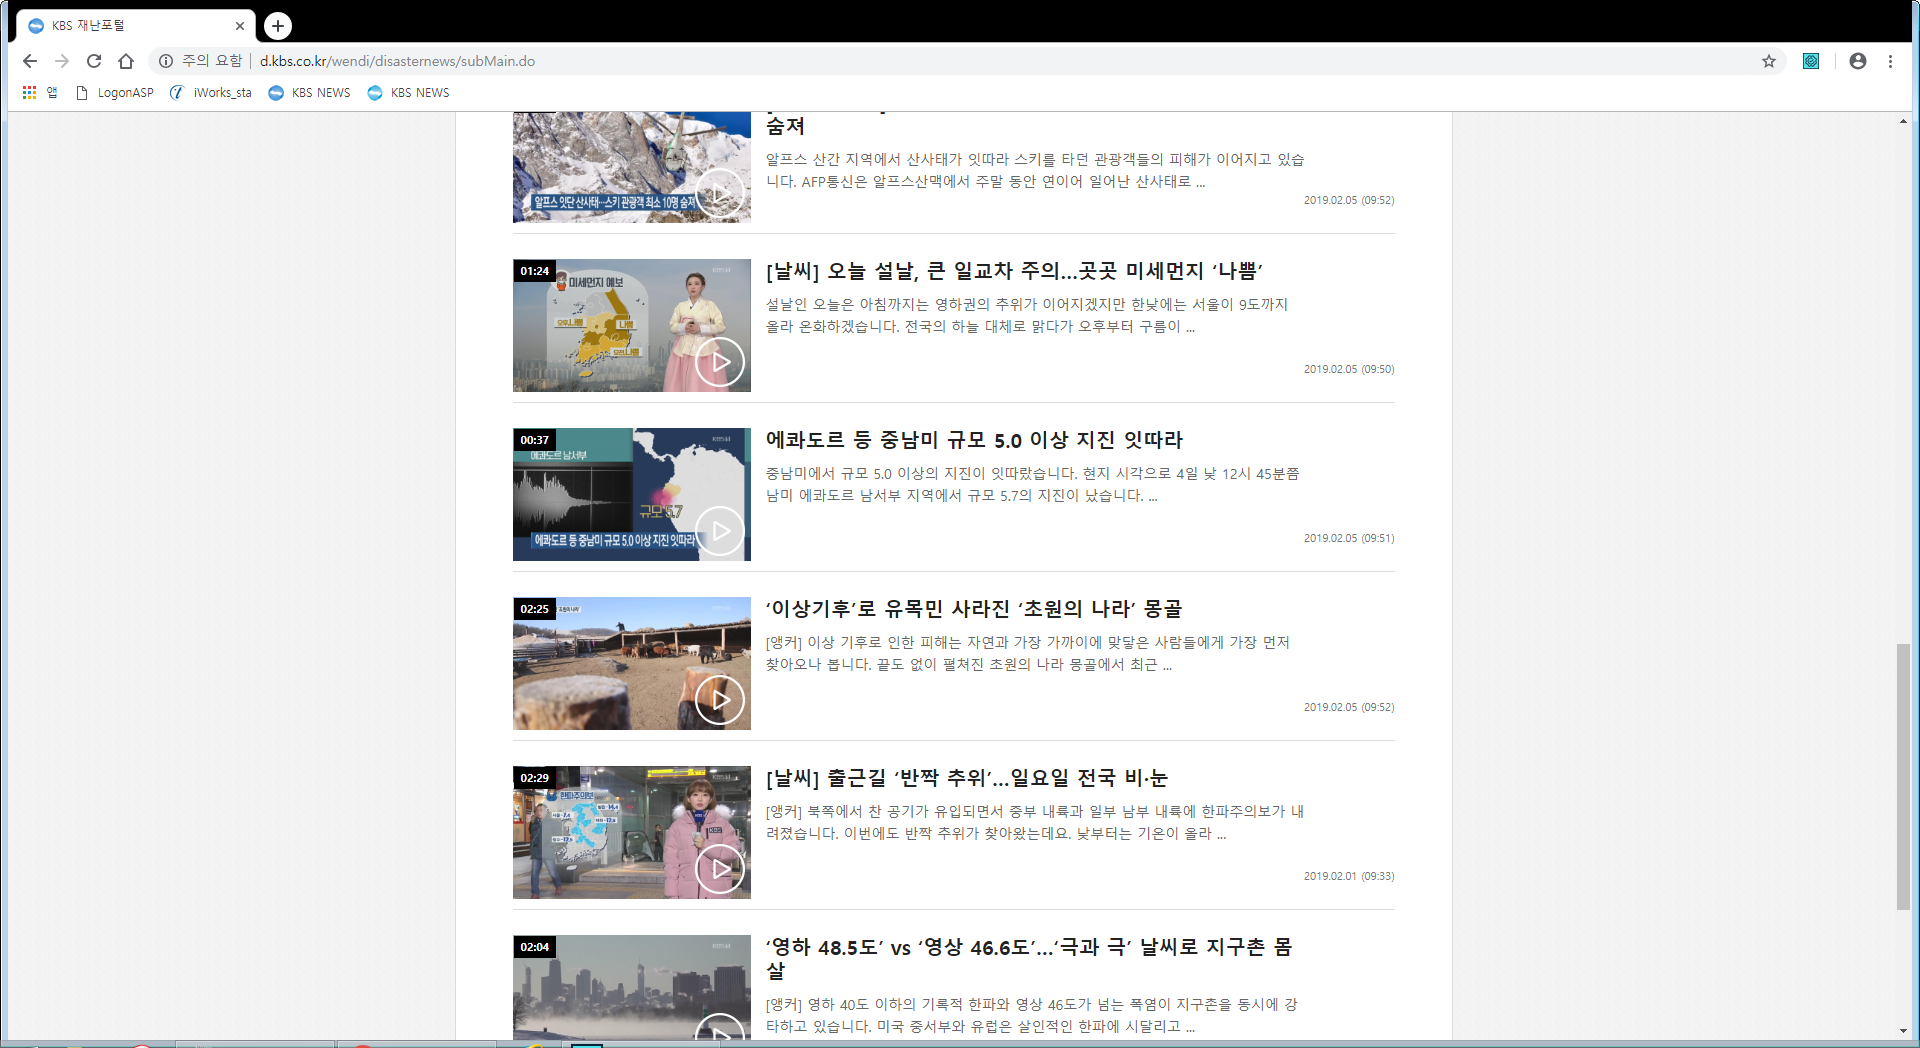 KBS 재난포털
주의 요함 | d.kbs.co.kr/wendi/disasternews/subMain.do
앱 LogonASP iWorks_sta KBS NEWS KBS NEWS
숨져
알프스 산간 지역에서 산사태가 잇따라 스키를 타던 관광객들의 피해가 이어지고 있습
니다. AFP통신은 알프스산맥에서 주말 동안 연이어 일어난 산사태로 ...
알프스 잇단 산사태…스키 관광객 최소 10명 숨져
2019.02.05 (09:52)
01:24
미세먼지 예보
나쁨
[날씨] 오늘 설날, 큰 일교차 주의…곳곳 미세먼지 ‘나쁨’
설날인 오늘은 아침까지는 영하권의 추위가 이어지겠지만 한낮에는 서울이 9도까지
올라 온화하겠습니다. 전국의 하늘 대체로 맑다가 오후부터 구름이 ...
2019.02.05 (09:50)
00:37
에콰도르 남서부
규모 5.7
에콰도르 등 중남미 규모 5.0 이상 지진 잇따라
에콰도르 등 중남미 규모 5.0 이상 지진 잇따라
중남미에서 규모 5.0 이상의 지진이 잇따랐습니다. 현지 시각으로 4일 낮 12시 45분쯤
남미 에콰도르 남서부 지역에서 규모 5.7의 지진이 났습니다. ...
2019.02.05 (09:51)
02:25
‘이상기후’로 유목민 사라진 ‘초원의 나라’ 몽골
[앵커] 이상 기후로 인한 피해는 자연과 가장 가까이에 맞닿은 사람들에게 가장 먼저
찾아오나 봅니다. 끝도 없이 펼쳐진 초원의 나라 몽골에서 최근 ...
2019.02.05 (09:52)
02:29
한파주의보
[날씨] 출근길 ‘반짝 추위’…일요일 전국 비·눈
[앵커] 북쪽에서 찬 공기가 유입되면서 중부 내륙과 일부 남부 내륙에 한파주의보가 내
려졌습니다. 이번에도 반짝 추위가 찾아왔는데요. 낮부터는 기온이 올라 ...
2019.02.01 (09:33)
02:04
‘영하 48.5도’ vs ‘영상 46.6도’…‘극과 극’ 날씨로 지구촌 몸
살
[앵커] 영하 40도 이하의 기록적 한파와 영상 46도가 넘는 폭염이 지구촌을 동시에 강
타하고 있습니다. 미국 중서부와 유럽은 살인적인 한파에 시달리고 ...